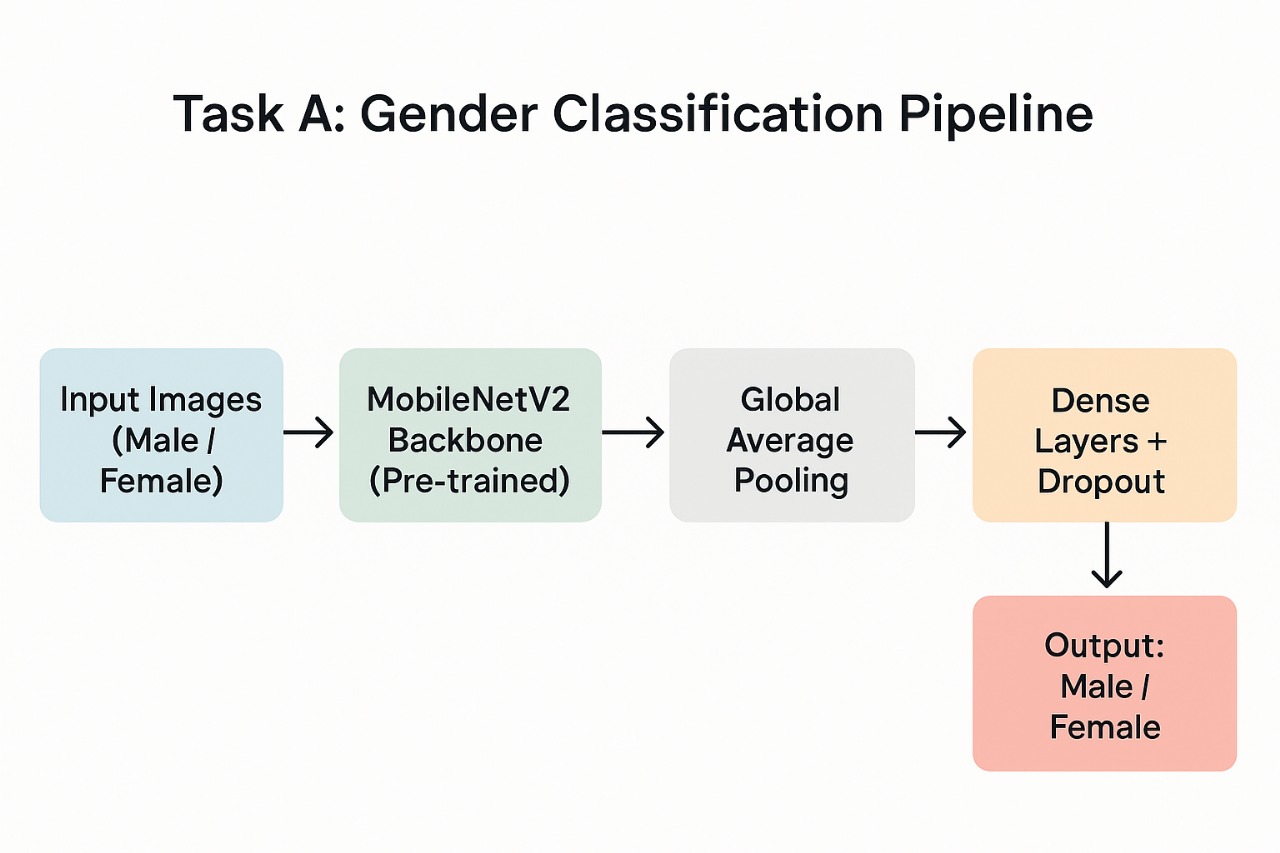 Task A: Gender Classification Pipeline
Input Images
(Male /
Female)
MobileNetV2
Backbone
(Pre-trained)
Global
Average
Pooling
Dense
Layers +
Dropout
Output:
Male /
Female